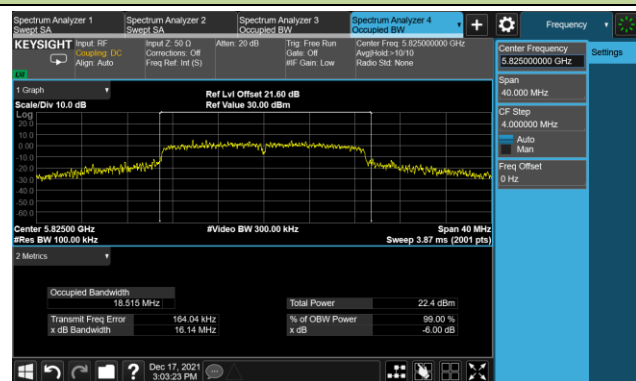 Spectrum Analyzer 1
Swept SA
Spectrum Analyzer 2
Swept SA
Spectrum Analyzer 3
Occupied BW
Spectrum Analyzer 4
Occupied BW
+
Frequency
KEYSIGHT
Input: RF
Coupling: DC
Align: Auto
Input Z: 50 Ω
Corrections: Off
Freq Ref: Int (S)
Atten: 20 dB
Trig: Free Run
Gate: Off
#IF Gain: Low
Center Freq: 5.825000000 GHz
Avg|Hold:>10/10
Radio Std: None
Center Frequency
5.825000000 GHz
Settings
Span
40.000 MHz
CF Step
4.000000 MHz
Auto
Man
Freq Offset
0 Hz
1 Graph
Scale/Div 10.0 dB
Ref Lvl Offset 21.60 dB
Ref Value 30.00 dBm
Log
20.0
10.0
0.00
-10.0
-20.0
-30.0
-40.0
-50.0
-60.0
Center 5.82500 GHz
#Res BW 100.00 kHz
#Video BW 300.00 kHz
Span 40 MHz
Sweep 3.87 ms (2001 pts)
2 Metrics
Occupied Bandwidth
18.515 MHz
Total Power 22.4 dBm
Transmit Freq Error 164.04 kHz
% of OBW Power 99.00 %
x dB Bandwidth 16.14 MHz
x dB -6.00 dB
?
Dec 17, 2021
3:03:23 PM